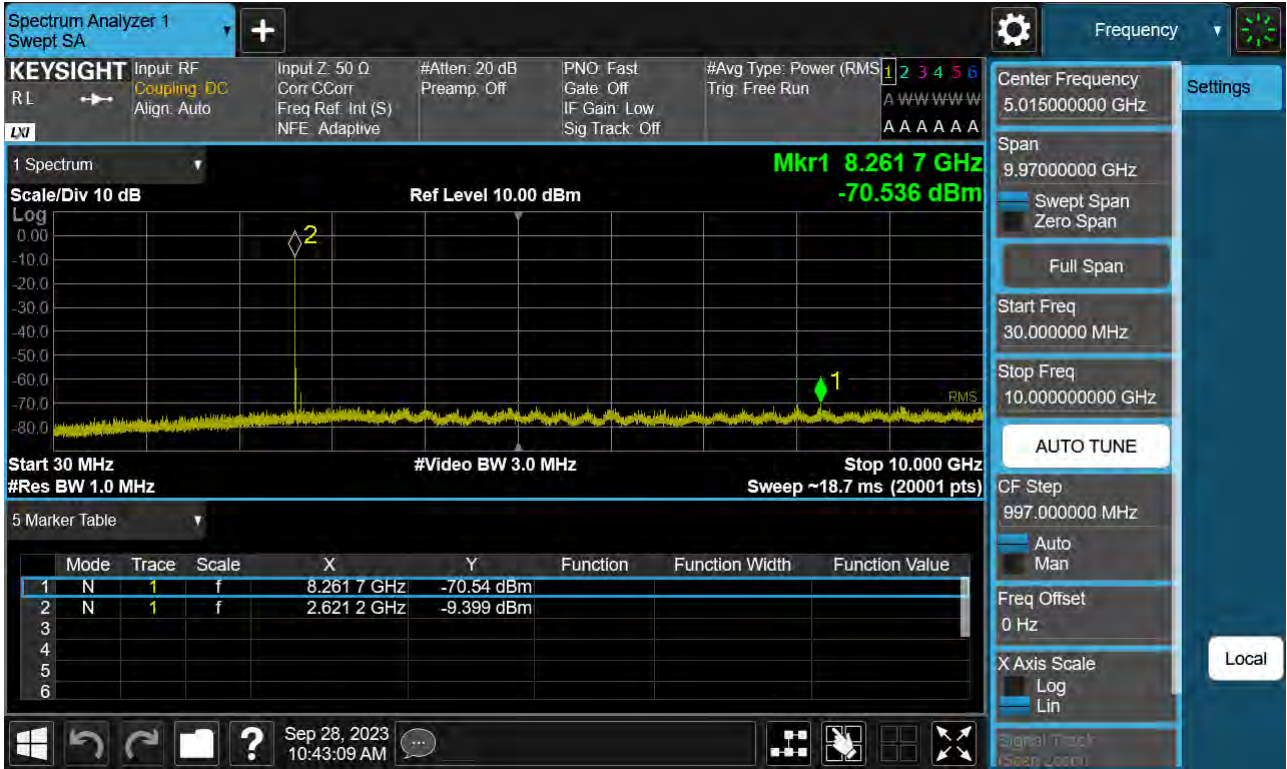 Spectrum Analyzer 1
Swept SA
Frequency
KEYSIGHT
RL
LXI
Input: RF
Coupling: DC
Align: Auto
Input Z: 50 Ω
Corr CCorr
Freq Ref: Int (S)
NFE: Adaptive
#Atten: 20 dB
Preamp: Off
PNO: Fast
Gate: Off
IF Gain: Low
Sig Track: Off
#Avg Type: Power (RMS
Trig: Free Run
1 2 3 4 5 6
A W W W W W
A A A A A A
1 Spectrum
Mkr1 8.261 7 GHz
-70.536 dBm
Scale/Div 10 dB
Ref Level 10.00 dBm
Log
0.00
-10.0
-20.0
-30.0
-40.0
-50.0
-60.0
-70.0
-80.0
2
1
RMS
Start 30 MHz
#Video BW 3.0 MHz
Stop 10.000 GHz
#Res BW 1.0 MHz
Sweep ~18.7 ms (20001 pts)
5 Marker Table
Mode Trace Scale X Y Function Function Width Function Value
1 N 1 f 8.261 7 GHz -70.54 dBm
2 N 1 f 2.621 2 GHz -9.399 dBm
3
4
5
6
Sep 28, 2023
10:43:09 AM
Center Frequency
5.015000000 GHz
Settings
Span
9.97000000 GHz
Swept Span
Zero Span
Full Span
Start Freq
30.000000 MHz
Stop Freq
10.000000000 GHz
AUTO TUNE
CF Step
997.000000 MHz
Auto
Man
Freq Offset
0 Hz
X Axis Scale
Log
Lin
Local
Signal Track
(Span Zoom)